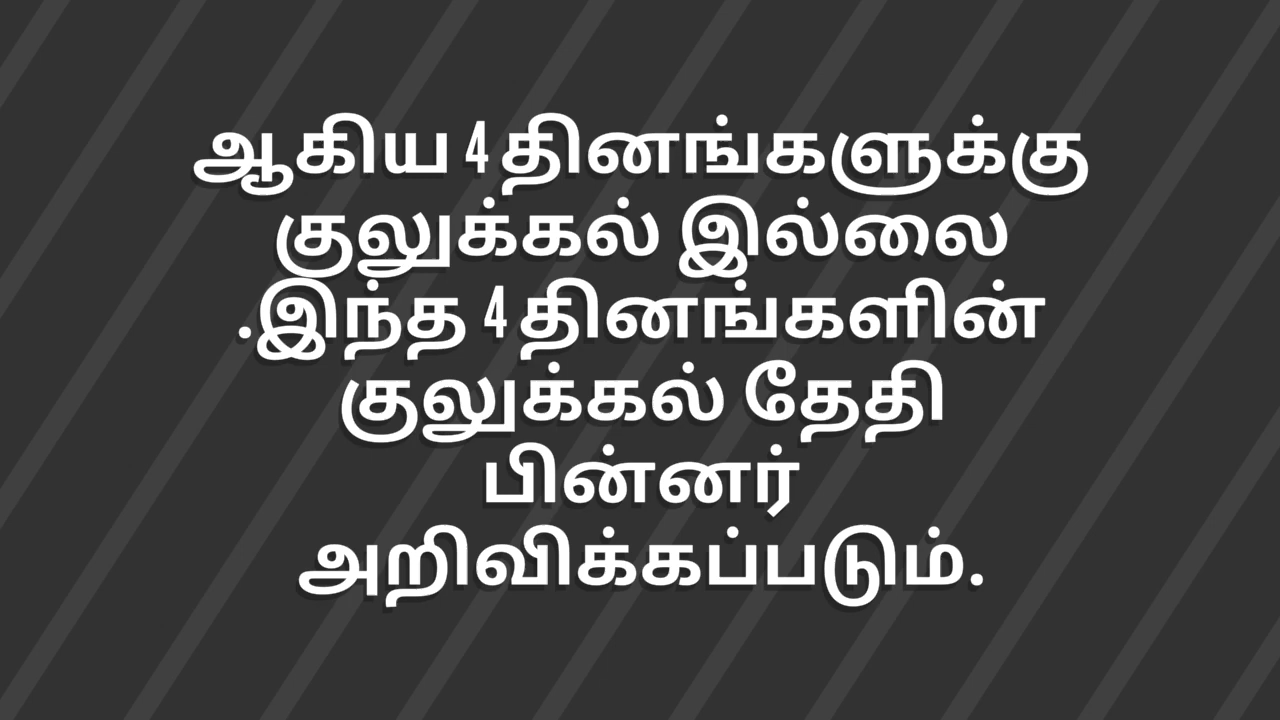 ஆகிய 4 தினங்களுக்கு
குலுக்கல் இல்லை
.இந்த 4 தினங்களின்
குலுக்கல் தேதி
பின்னர்
அறிவிக்கப்படும்.